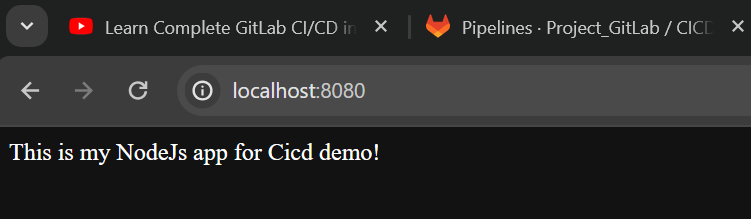 Learn Complete GitLab CI/CD in
Pipelines · Project_GitLab / CICD
localhost:8080
This is my NodeJs app for Cicd demo!